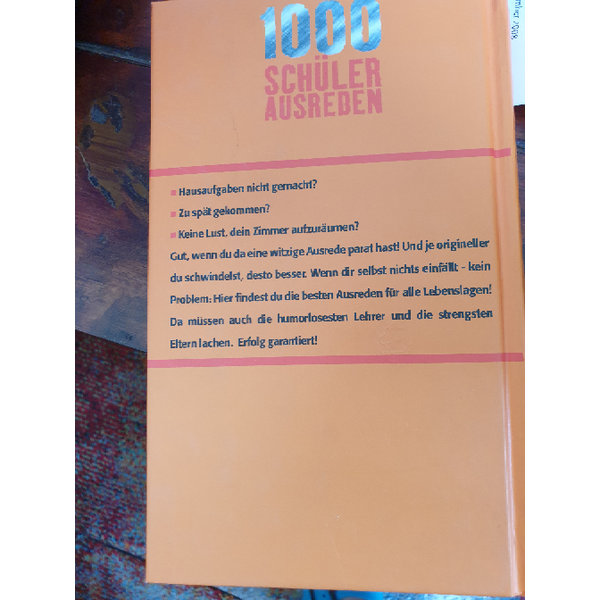 1000
SCHÜLER
AUSREDEN
Hausaufgaben nicht gemacht?
Zu spät gekommen?
Keine Lust, dein Zimmer aufzuräumen?
Gut, wenn du da eine witzige Ausrede parat hast! Und je origineller
du schwindelst, desto besser. Wenn dir selbst nichts einfällt - kein
Problem: Hier findest du die besten Ausreden für alle Lebenslagen!
Da müssen auch die humorlosesten Lehrer und die strengsten
Eltern lachen. Erfolg garantiert!